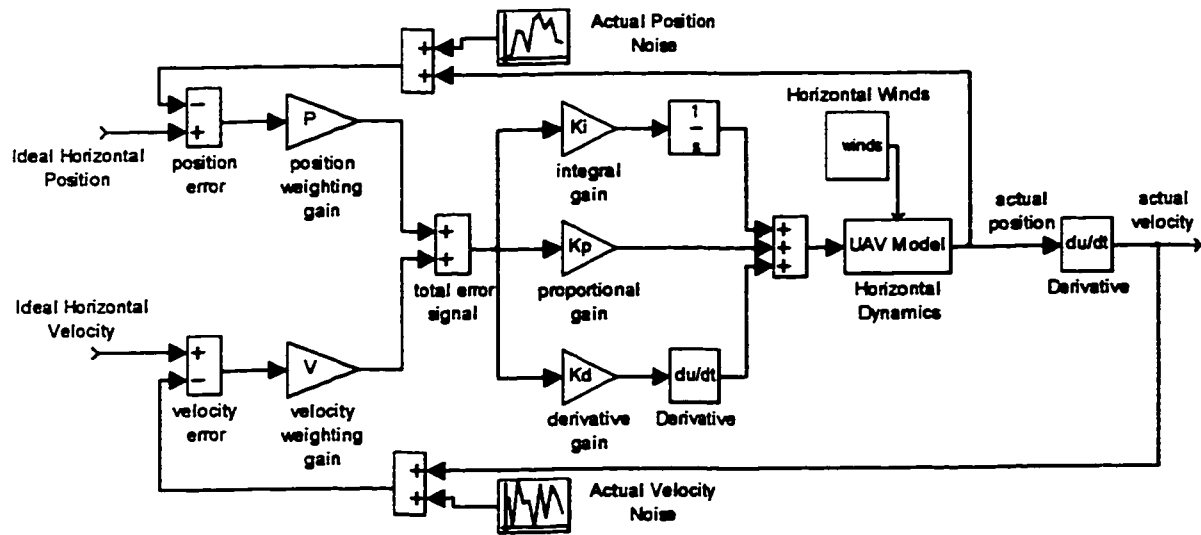 Actual Position
Noise
+
+
Horizontal Winds
winds
−
+
Ideal Horizontal
Position
position
error
P
position
weighting
gain
Ki
integral
gain
1
s
+
+
total error
signal
Kp
proportional
gain
+
+
+
UAV Model
Horizontal
Dynamics
actual
position
du/dt
Derivative
actual
velocity
Ideal Horizontal
Velocity
+
−
velocity
error
V
velocity
weighting
gain
Kd
derivative
gain
du/dt
Derivative
+
+
Actual Velocity
Noise